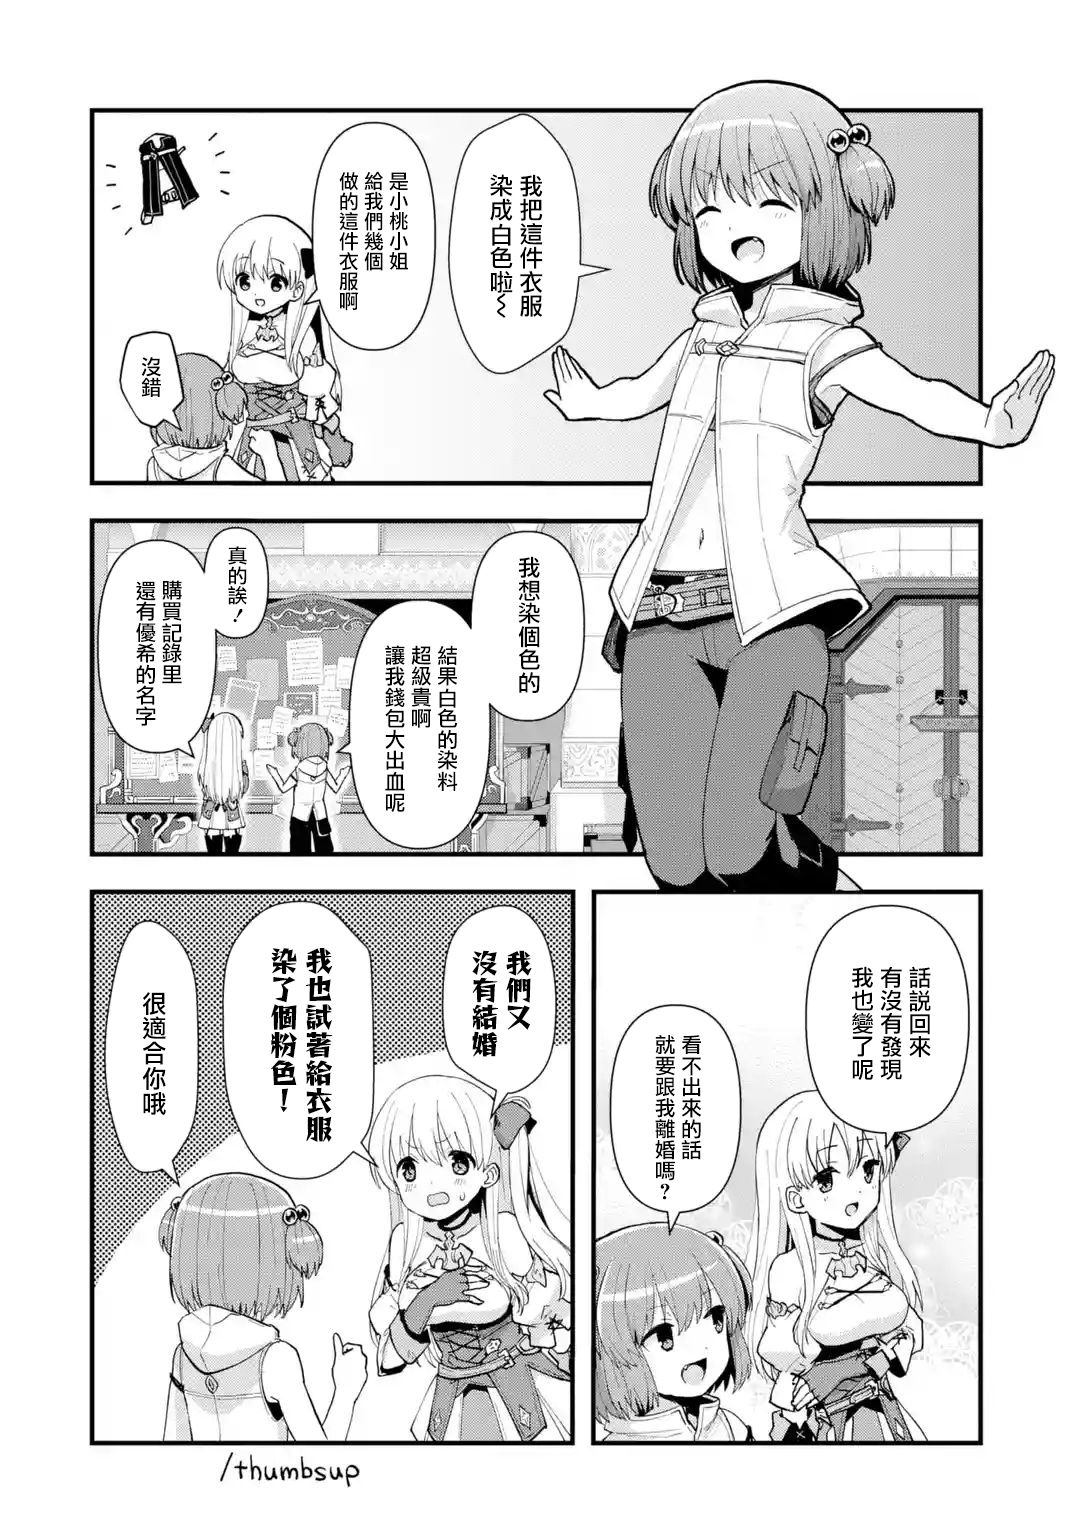 我把這件衣服
染成白色啦～
是小桃小姐
給我們幾個
做的這件衣服啊
沒錯
我想染個色的
結果白色的染料
超級貴啊
讓我錢包大出血呢
真的誒！
購買記錄里
還有優希的名字
話說回來
有沒有發現
我也變了呢
看不出來的話
就要跟我離婚嗎？
我們又
沒有結婚
我也試著給衣服
染了個粉色！
很適合你哦
/thumbsup